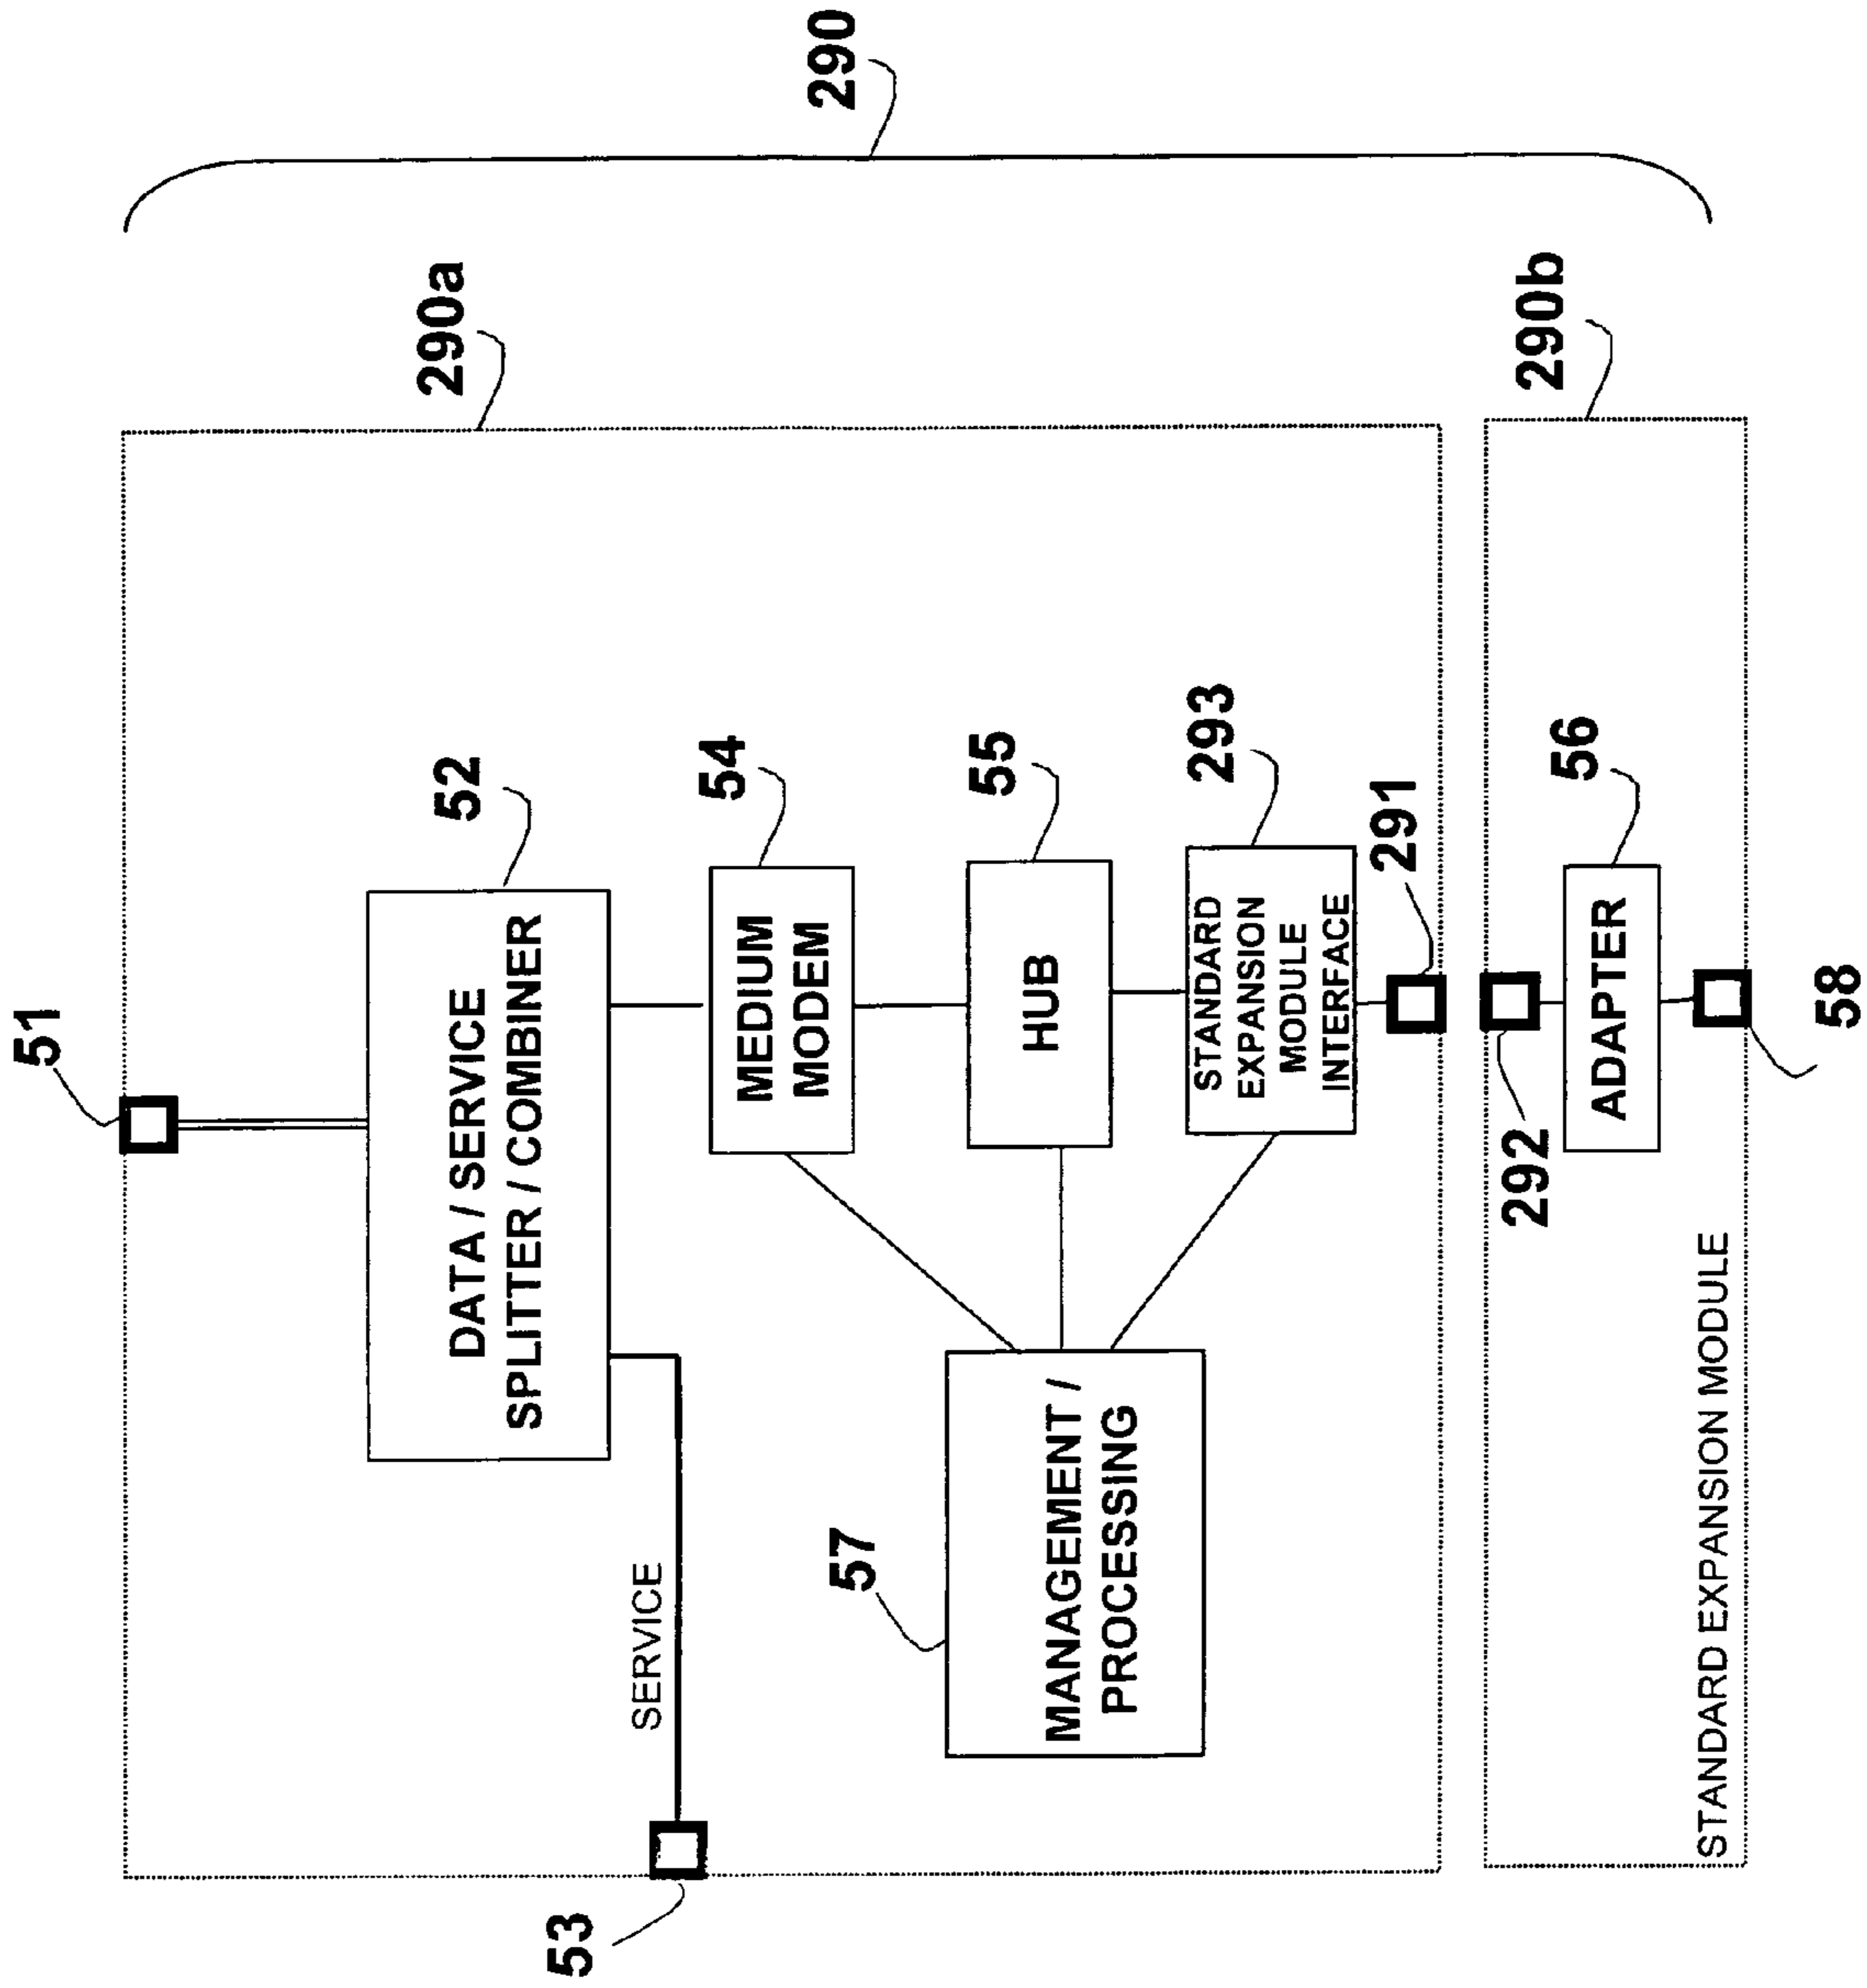 290
290a
290b
51
52
DATA / SERVICE
SPLITTER / COMBINER
54
MEDIUM
MODEM
55
HUB
293
STANDARD
EXPANSION
MODULE
INTERFACE
291
292
56
ADAPTER
58
57
MANAGEMENT /
PROCESSING
SERVICE
53
STANDARD EXPANSION MODULE